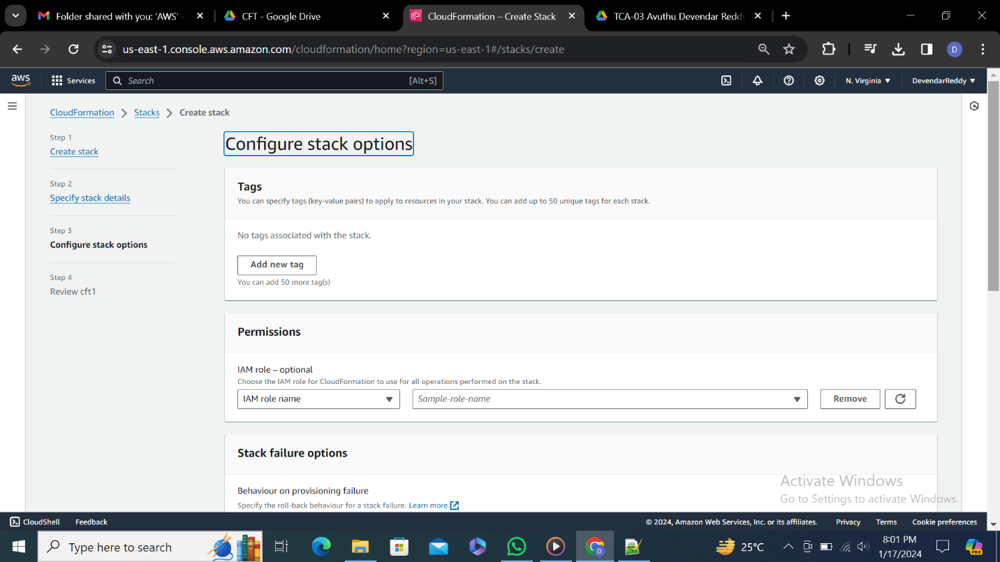 Folder shared with you: 'AWS' -
CFT - Google Drive
CloudFormation – Create Stack
TCA-03 Avuthu Devendar Reddy
us-east-1.console.aws.amazon.com/cloudformation/home?region=us-east-1#/stacks/create
D
aws
Services
Search
[Alt+S]
N. Virginia
DevendarReddy
CloudFormation
Stacks
Create stack
Step 1
Create stack
Step 2
Specify stack details
Step 3
Configure stack options
Step 4
Review cft1
Configure stack options
Tags
You can specify tags (key-value pairs) to apply to resources in your stack. You can add up to 50 unique tags for each stack.
No tags associated with the stack.
Add new tag
You can add 50 more tag(s)
Permissions
IAM role – optional
Choose the IAM role for CloudFormation to use for all operations performed on the stack.
IAM role name
Sample-role-name
Remove
Stack failure options
Behaviour on provisioning failure
Specify the roll-back behaviour for a stack failure. Learn more
Activate Windows
Go to Settings to activate Windows.
CloudShell
Feedback
© 2024, Amazon Web Services, Inc. or its affiliates.
Privacy
Terms
Cookie preferences
Type here to search
D
25°C
8:01 PM
1/17/2024
PRE